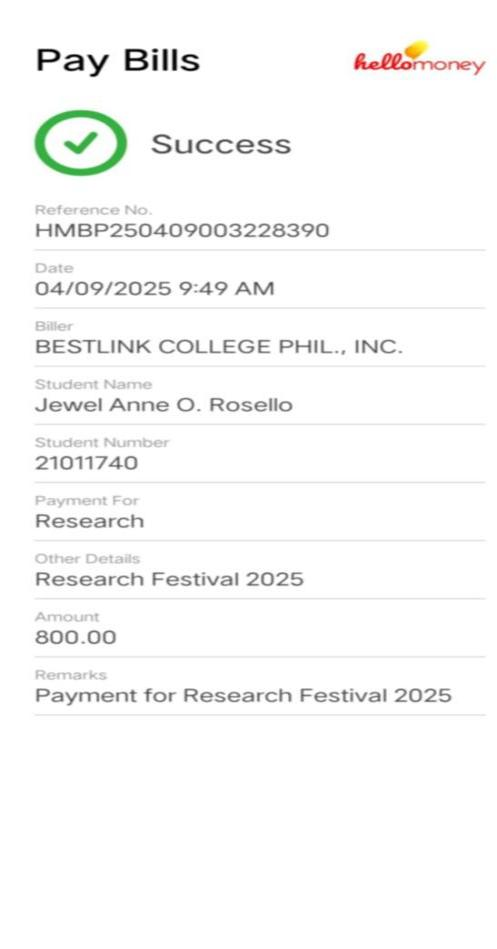 Pay Bills
hellomoney
Success
Reference No.
HMBP250409003228390
Date
04/09/2025 9:49 AM
Biller
BESTLINK COLLEGE PHIL., INC.
Student Name
Jewel Anne O. Rosello
Student Number
21011740
Payment For
Research
Other Details
Research Festival 2025
Amount
800.00
Remarks
Payment for Research Festival 2025